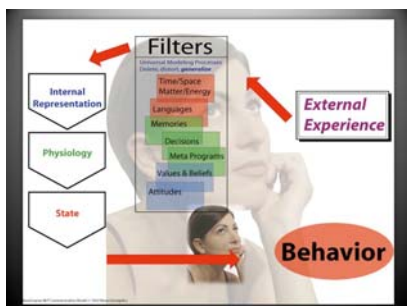 Filters
Universal Modelling Processes
Delete, distort, generalize
Time/Space
Matter/Energy
Languages
Memories
Decisions
Meta Programs
Values & Beliefs
Attitudes
Internal
Representation
Physiology
State
External
Experience
Behavior